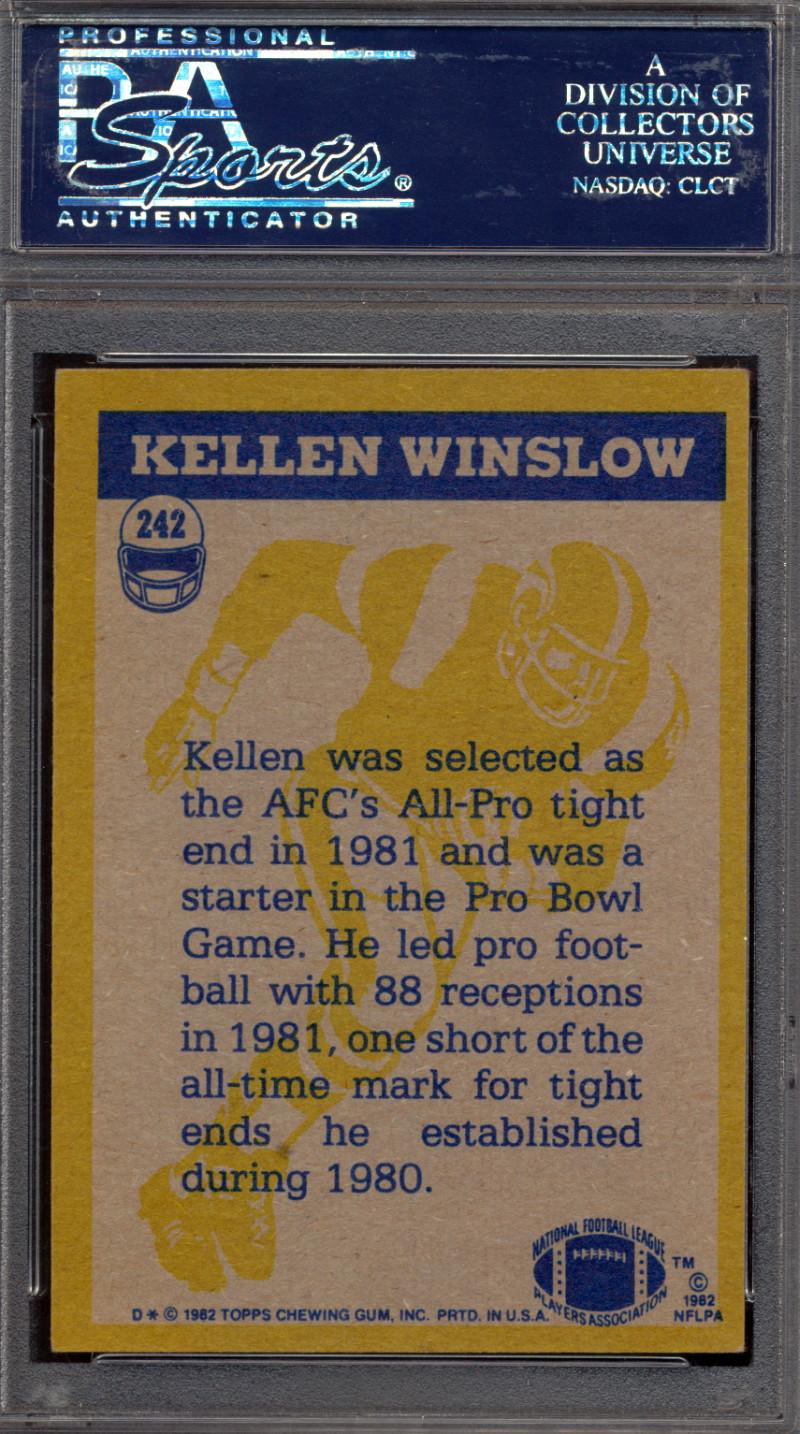 PROFESSIONAL
PSA
Sports®
AUTHENTICATOR
A
DIVISION OF
COLLECTORS
UNIVERSE
NASDAQ: CLCT
KELLEN WINSLOW
242
Kellen was selected as
the AFC's All-Pro tight
end in 1981 and was a
starter in the Pro Bowl
Game. He led pro foot-
ball with 88 receptions
in 1981, one short of the
all-time mark for tight
ends he established
during 1980.
NATIONAL FOOTBALL LEAGUE
PLAYERS ASSOCIATION
TM
©
1982
NFLPA
D * © 1982 TOPPS CHEWING GUM, INC. PRTD. IN U.S.A.